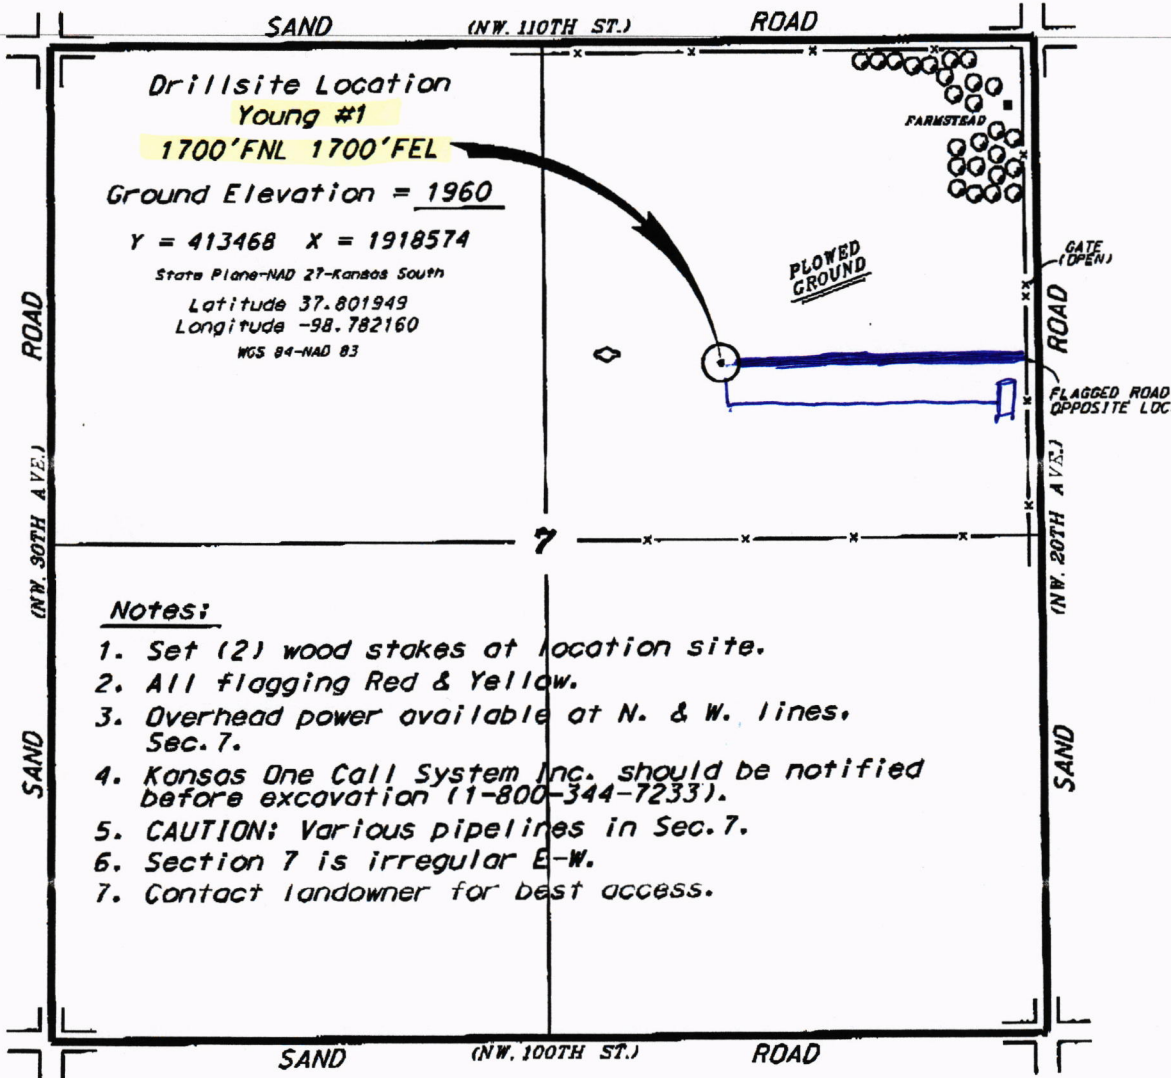 SAND (NW. 110TH ST.) ROAD
Drillsite Location
Young #1
1700'FNL 1700'FEL
Ground Elevation = 1960
Y = 413468 X = 1918574
State Plane-NAD 27-Kansas South
Latitude 37.801949
Longitude -98.782160
WGS 84-NAD 83
FARMSTEAD
PLOWED
GROUND
GATE
(OPEN)
FLAGGED ROAD
OPPOSITE LOC
ROAD
(NW. 30TH AVE.)
SAND
ROAD
(NW. 20TH AVE.)
SAND
7
Notes:
1. Set (2) wood stakes at location site.
2. All flagging Red & Yellow.
3. Overhead power available at N. & W. lines.
Sec. 7.
4. Kansas One Call System Inc. should be notified
before excavation (1-800-344-7233).
5. CAUTION: Various pipelines in Sec. 7.
6. Section 7 is irregular E-W.
7. Contact landowner for best access.
SAND (NW. 100TH ST.) ROAD